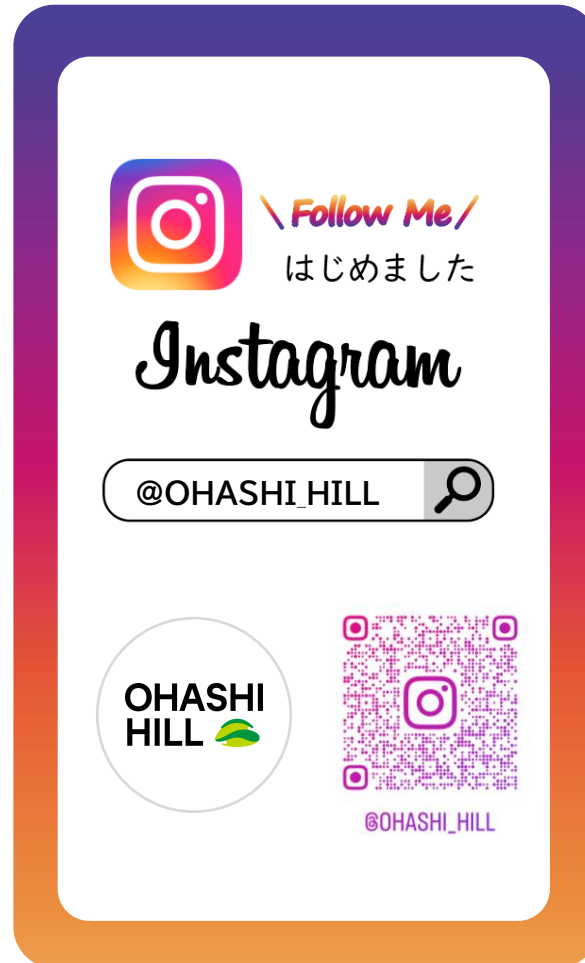 \ Follow Me /
はじめました
Instagram
@OHASHI_HILL
OHASHI
HILL
@OHASHI_HILL